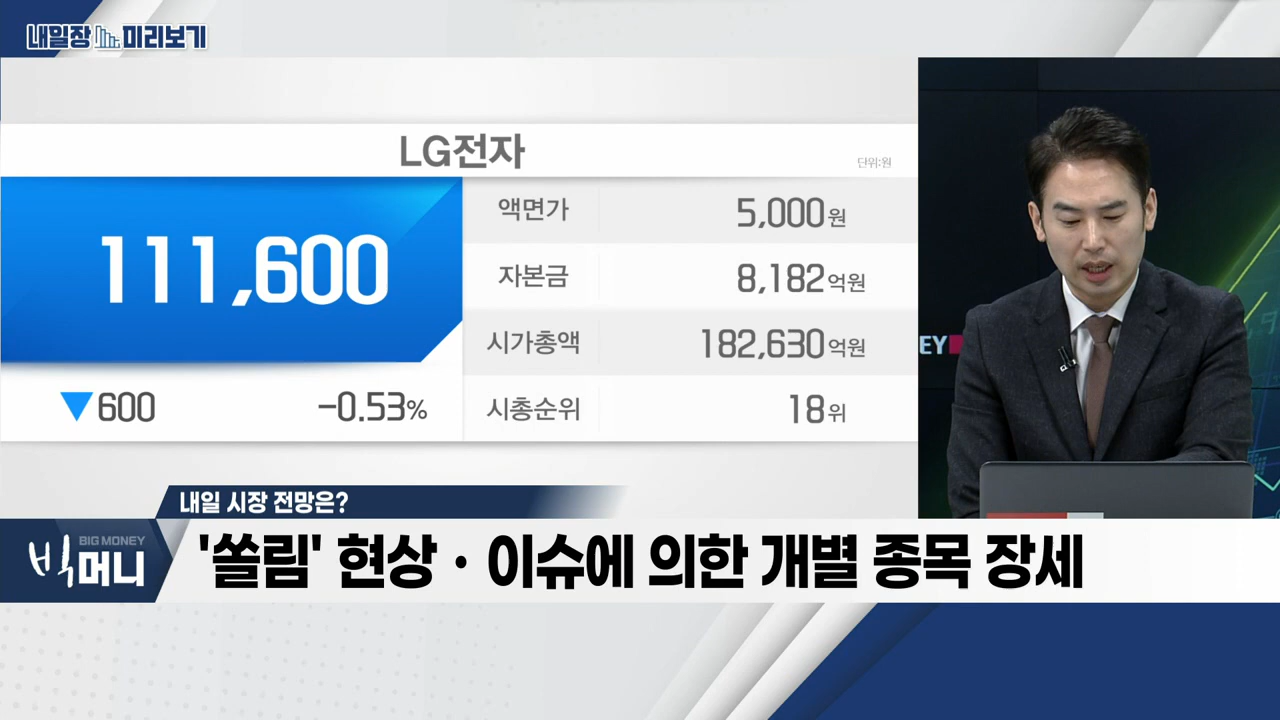 내일장 미리보기
LG전자
단위:원
111,600
▼600 -0.53%
액면가 5,000원
자본금 8,182억원
시가총액 182,630억원
시총순위 18위
EY
내일 시장 전망은?
BIG MONEY
빅머니
'쏠림' 현상·이슈에 의한 개별 종목 장세